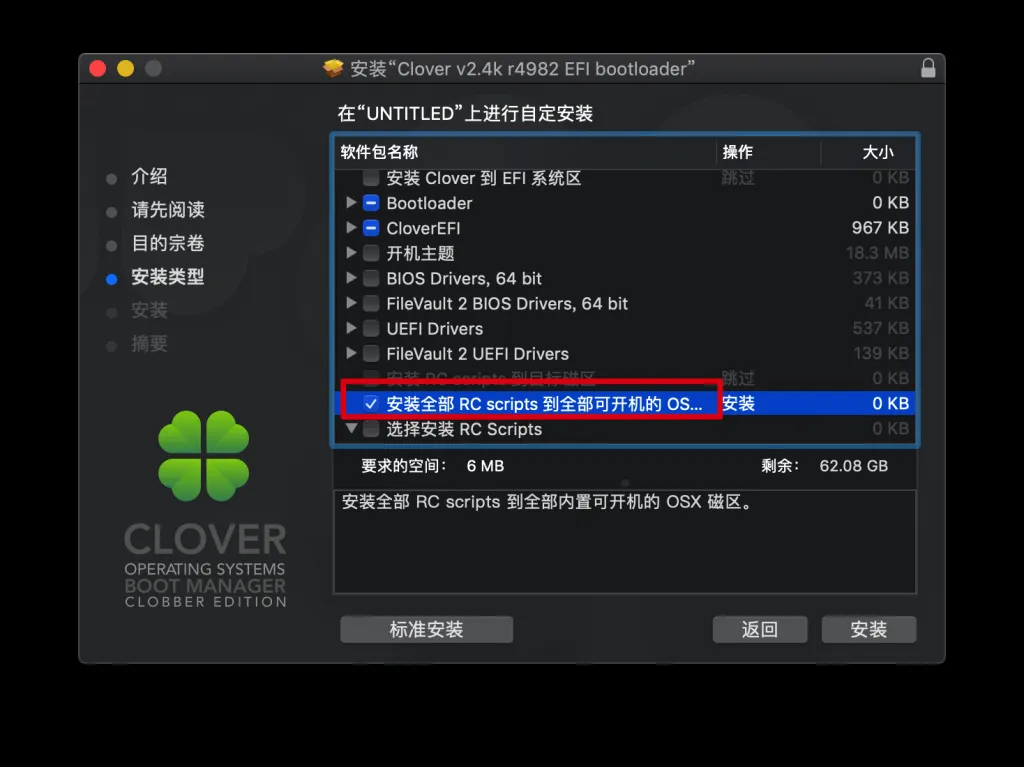 安装“Clover v2.4k r4982 EFI bootloader”
在“UNTITLED”上进行自定安装
介绍
请先阅读
目的宗卷
安装类型
安装
摘要
软件包名称 操作 大小
安装 Clover 到 EFI 系统区 跳过 0 KB
Bootloader 0 KB
CloverEFI 967 KB
开机主题 18.3 MB
BIOS Drivers, 64 bit 373 KB
FileVault 2 BIOS Drivers, 64 bit 41 KB
UEFI Drivers 537 KB
FileVault 2 UEFI Drivers 139 KB
安装 RC scripts 到目标磁区 跳过 0 KB
安装全部 RC scripts 到全部可开机的 OS... 安装 0 KB
选择安装 RC Scripts 0 KB
要求的空间： 6 MB 剩余： 62.08 GB
安装全部 RC scripts 到全部内置可开机的 OSX 磁区。
CLOVER
OPERATING SYSTEMS
BOOT MANAGER
CLOBBER EDITION
标准安装 返回 安装